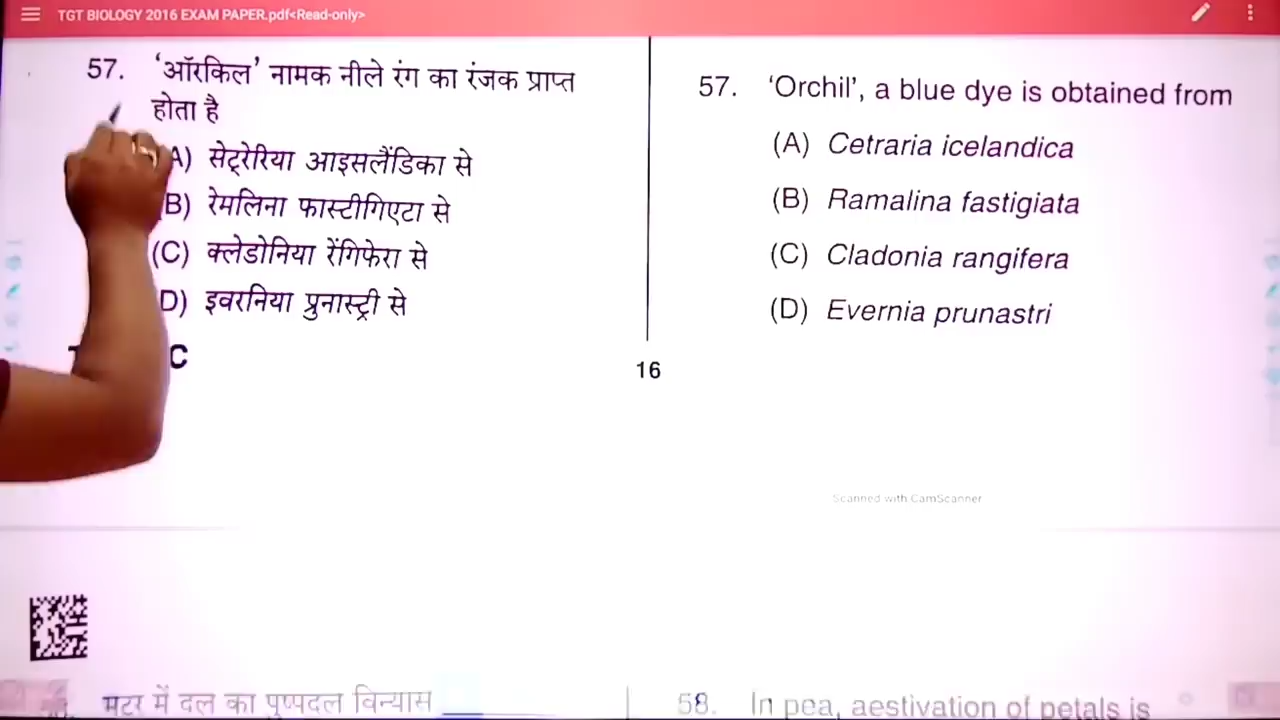 TGT BIOLOGY 2016 EXAM PAPER.pdf<Read-only>
57. 'ऑरकिल' नामक नीले रंग का रंजक प्राप्त
होता है
A) सेट्रेरिया आइसलैंडिका से
B) रेमलिना फास्टीगिएटा से
(C) क्लेडोनिया रेंगिफेरा से
D) इवरनिया प्रुनास्ट्री से
C
57. 'Orchil', a blue dye is obtained from
(A) Cetraria icelandica
(B) Ramalina fastigiata
(C) Cladonia rangifera
(D) Evernia prunastri
16
Scanned with CamScanner
मटर में दल का पुष्पदल विन्यास
58. In pea, aestivation of petals is